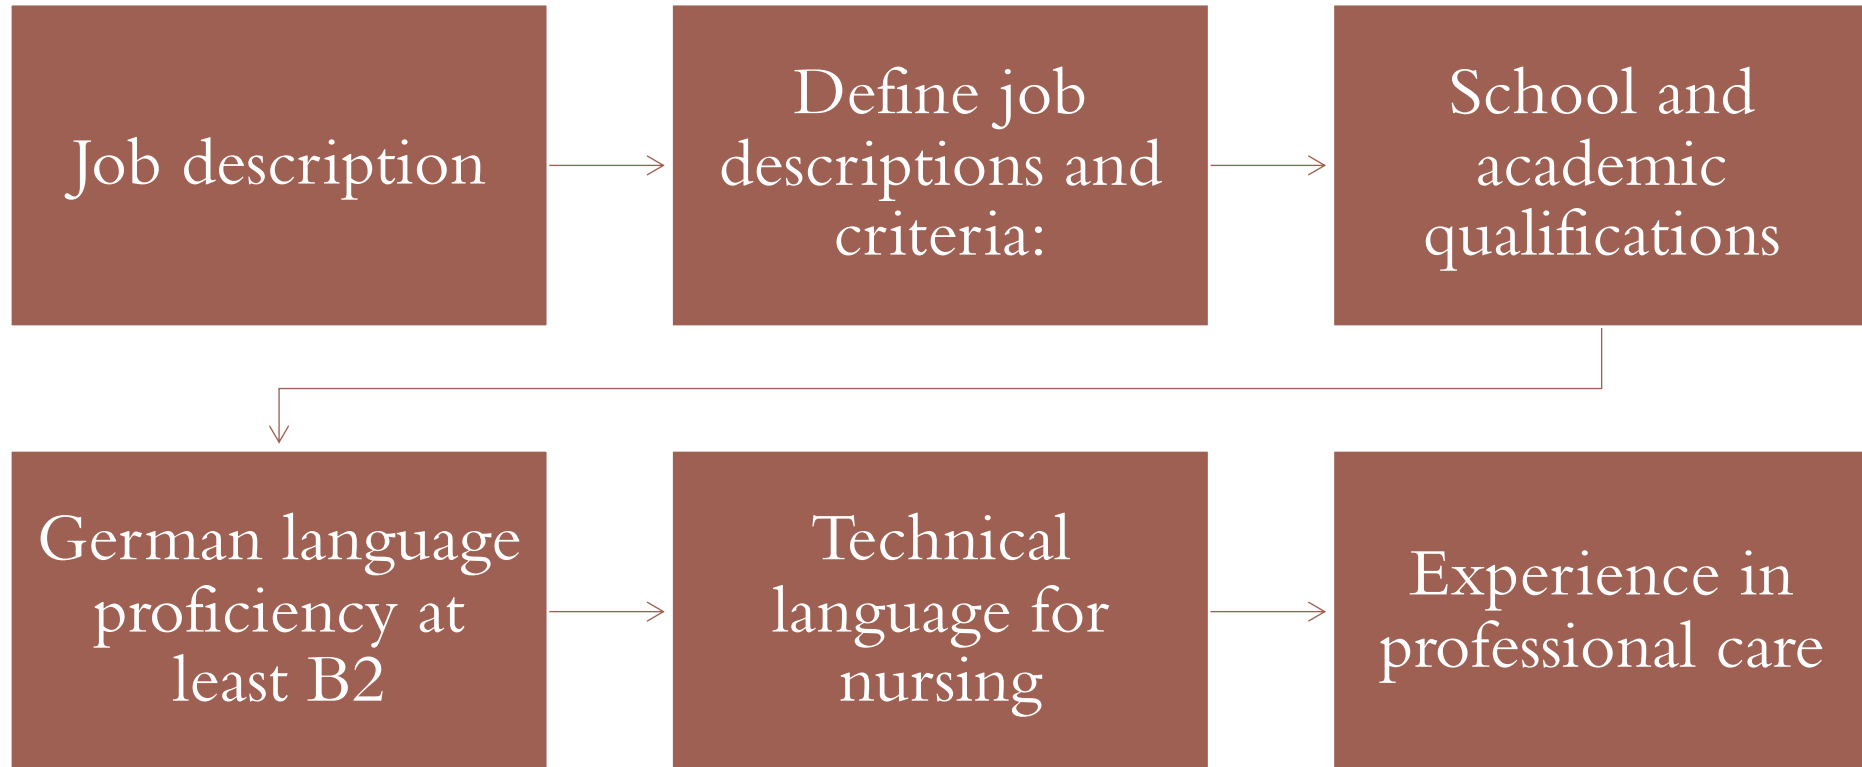 Job description
Define job
descriptions and
criteria:
School and
academic
qualifications
German language
proficiency at
least B2
Technical
language for
nursing
Experience in
professional care